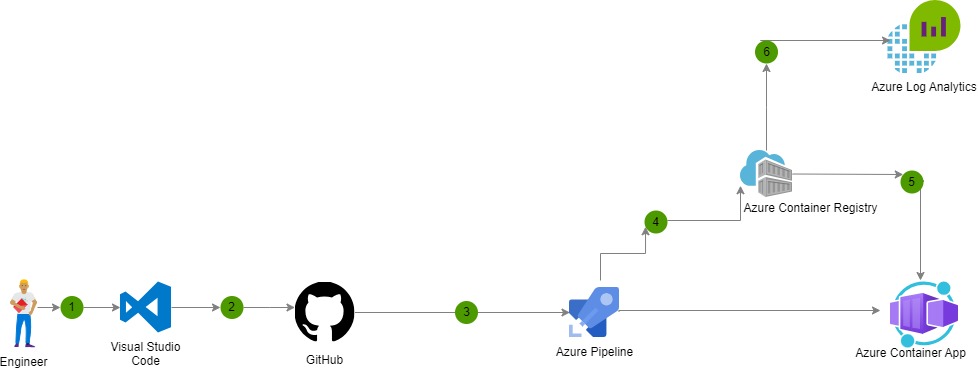 6
Azure Log Analytics
5
Azure Container Registry
4
1
2
3
Engineer
Visual Studio
Code
GitHub
Azure Pipeline
Azure Container App